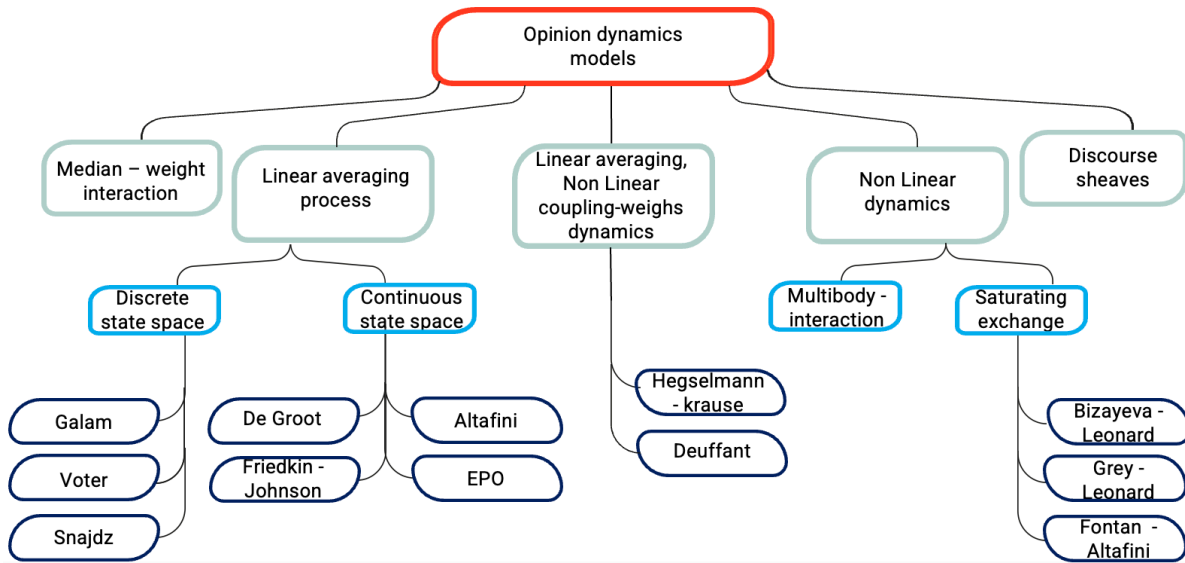 Opinion dynamics
models
Median – weight
interaction
Linear averaging
process
Linear averaging,
Non Linear
coupling-weighs
dynamics
Non Linear
dynamics
Discourse
sheaves
Discrete
state space
Continuous
state space
Multibody -
interaction
Saturating
exchange
Galam
Voter
Snajdz
De Groot
Friedkin -
Johnson
Altafini
EPO
Hegselmann
- krause
Deuffant
Bizayeva -
Leonard
Grey -
Leonard
Fontan  -
Altafini